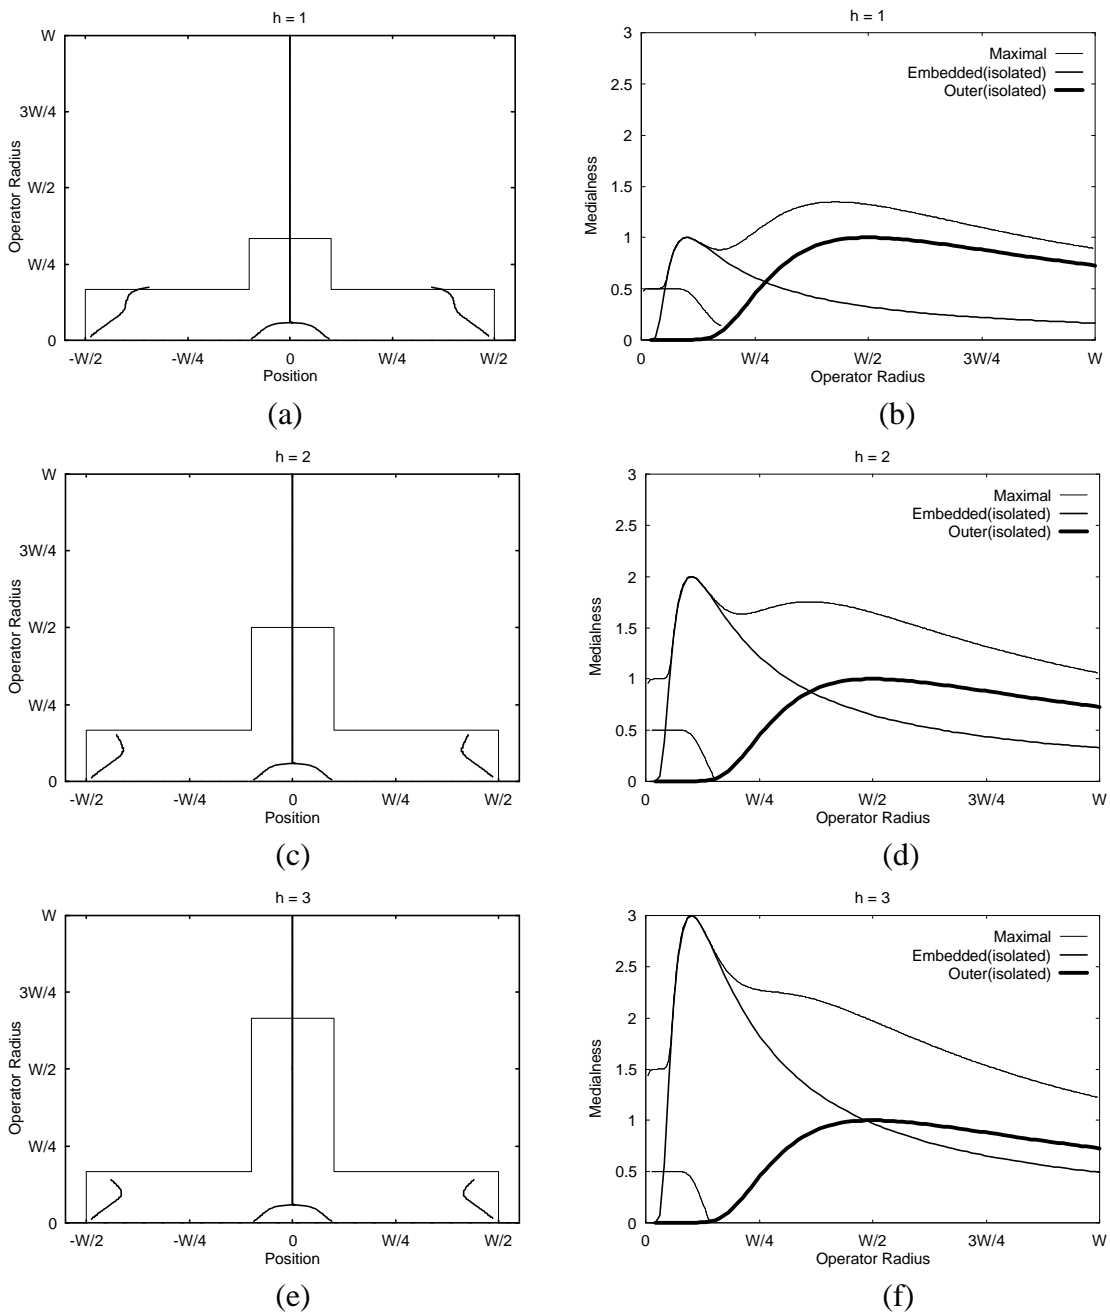 h = 1
W
3W/4
W/2
W/4
0
Operator Radius
-W/2 -W/4 0 W/4 W/2
Position
(a)
h = 1
3
2.5
2
1.5
1
0.5
0
Medialness
Maximal
Embedded(isolated)
Outer(isolated)
0 W/4 W/2 3W/4 W
Operator Radius
(b)
h = 2
W
3W/4
W/2
W/4
0
Operator Radius
-W/2 -W/4 0 W/4 W/2
Position
(c)
h = 2
3
2.5
2
1.5
1
0.5
0
Medialness
Maximal
Embedded(isolated)
Outer(isolated)
0 W/4 W/2 3W/4 W
Operator Radius
(d)
h = 3
W
3W/4
W/2
W/4
0
Operator Radius
-W/2 -W/4 0 W/4 W/2
Position
(e)
h = 3
3
2.5
2
1.5
1
0.5
0
Medialness
Maximal
Embedded(isolated)
Outer(isolated)
0 W/4 W/2 3W/4 W
Operator Radius
(f)